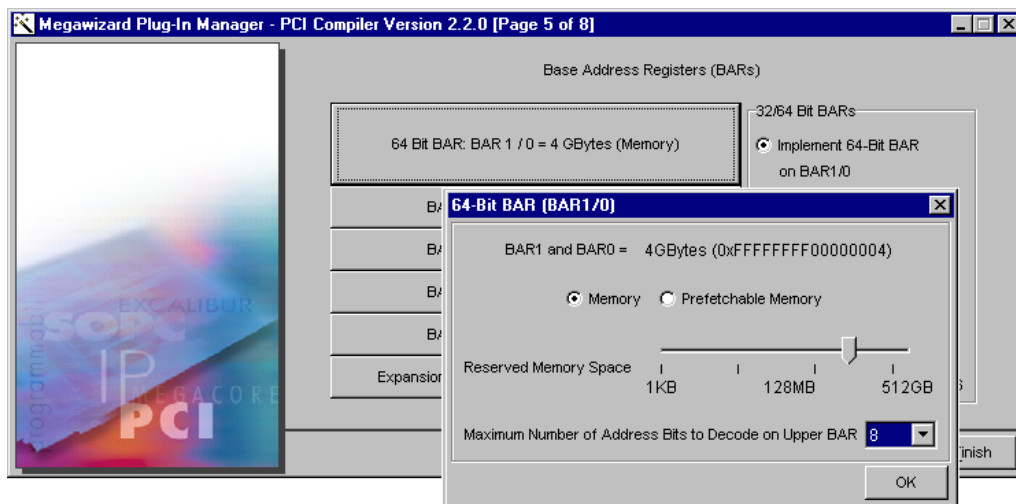 Megawizard Plug-In Manager - PCI Compiler Version 2.2.0 [Page 5 of 8]
Base Address Registers (BARs)
64 Bit BAR: BAR 1 / 0 = 4 GBytes (Memory)
32/64 Bit BARs
Implement 64-Bit BAR
on BAR1/0
64-Bit BAR (BAR1/0)
BAR1 and BAR0 = 4GBytes (0xFFFFFFFF00000004)
Memory Prefetchable Memory
Reserved Memory Space
1KB 128MB 512GB
Maximum Number of Address Bits to Decode on Upper BAR 8
OK
Expansion
EXCALIBUR
SOPC
IP
MEGACORE
PCI